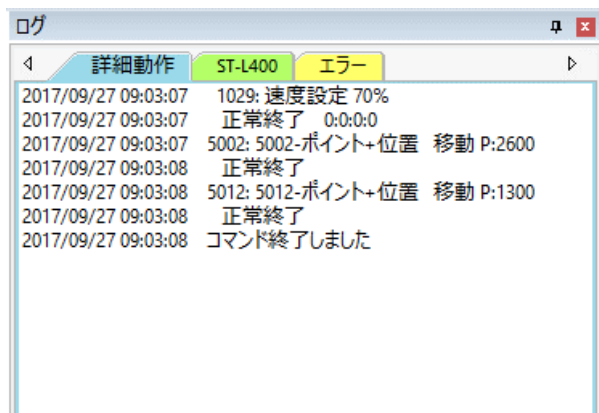 ログ
詳細動作 ST-L400 エラー
2017/09/27 09:03:07 1029: 速度設定 70%
2017/09/27 09:03:07 正常終了 0:0:0:0
2017/09/27 09:03:07 5002: 5002-ポイント+位置 移動 P:2600
2017/09/27 09:03:08 正常終了
2017/09/27 09:03:08 5012: 5012-ポイント+位置 移動 P:1300
2017/09/27 09:03:08 正常終了
2017/09/27 09:03:08 コマンド終了しました